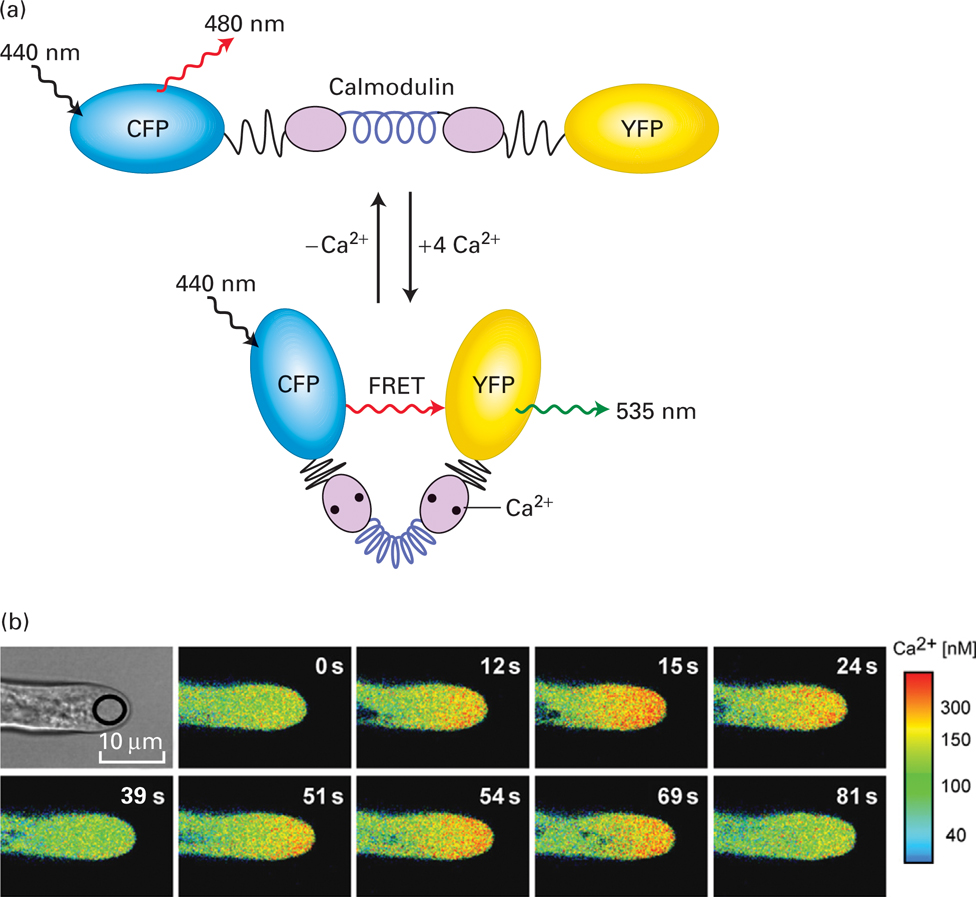 (a)
480 nm
440 nm
Calmodulin
CFP
YFP
−Ca²⁺
+4 Ca²⁺
440 nm
CFP
FRET
YFP
535 nm
Ca²⁺
(b)
Ca²⁺ [nM]
0 s
12 s
15 s
24 s
10 µm
39 s
51 s
54 s
69 s
81 s
300
150
100
40